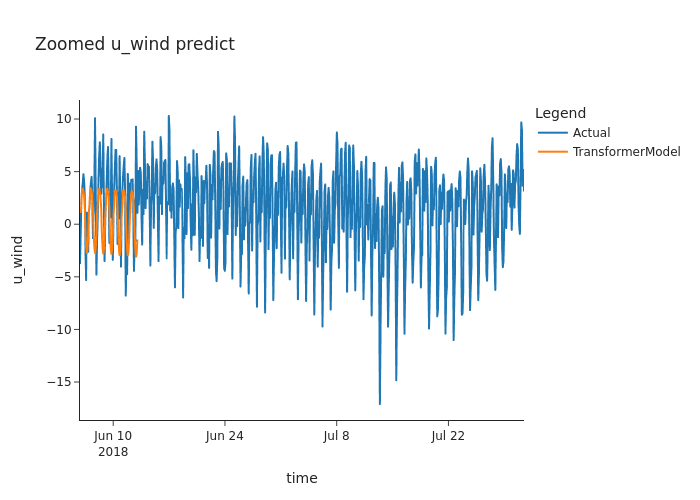 Zoomed u_wind predict
Legend
Actual
TransformerModel
u_wind
10
5
0
−5
−10
−15
Jun 10
2018
Jun 24
Jul 8
Jul 22
time